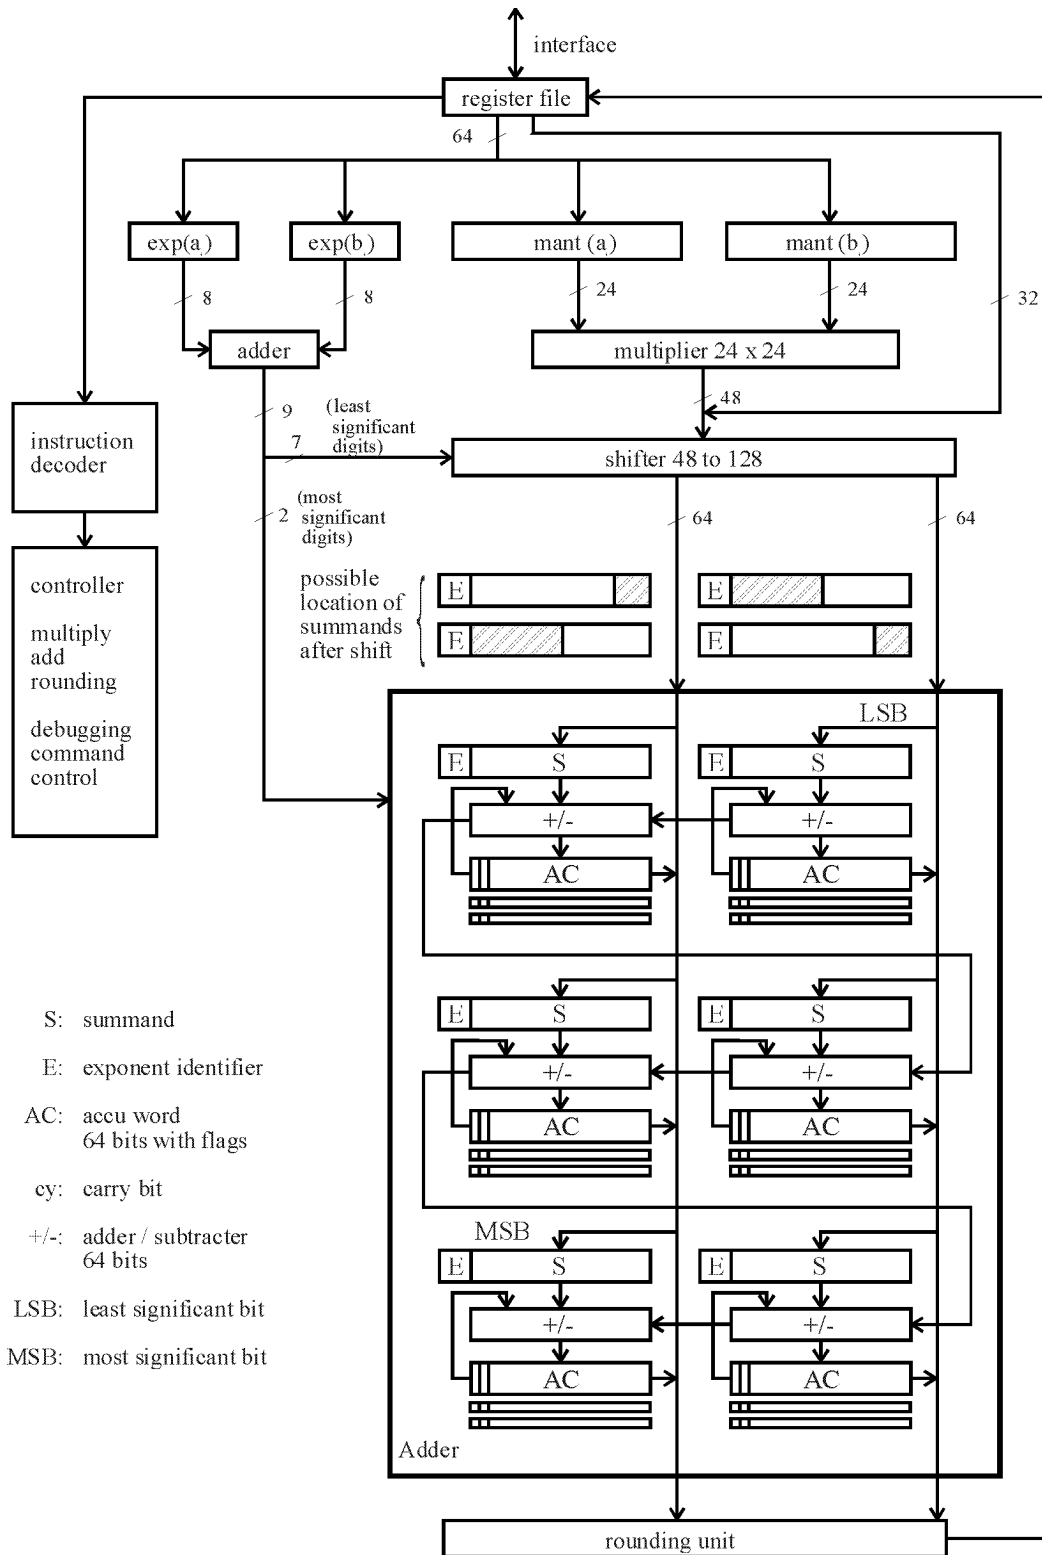 interface
register file
64
exp(a)
exp(b)
mant (a)
mant (b)
8
8
24
24
32
adder
multiplier 24 x 24
9
48
(least
significant
digits)
7
instruction
decoder
shifter 48 to 128
2
(most
significant
digits)
64
64
controller
multiply
add
rounding
debugging
command
control
possible
location of
summands
after shift
E
E
E
E
LSB
E
S
E
S
+/-
+/-
AC
AC
E
S
E
S
+/-
+/-
AC
AC
MSB
E
S
E
S
+/-
+/-
AC
AC
Adder
S: summand
E: exponent identifier
AC: accu word
64 bits with flags
cy: carry bit
+/-: adder / subtracter
64 bits
LSB: least significant bit
MSB: most significant bit
rounding unit